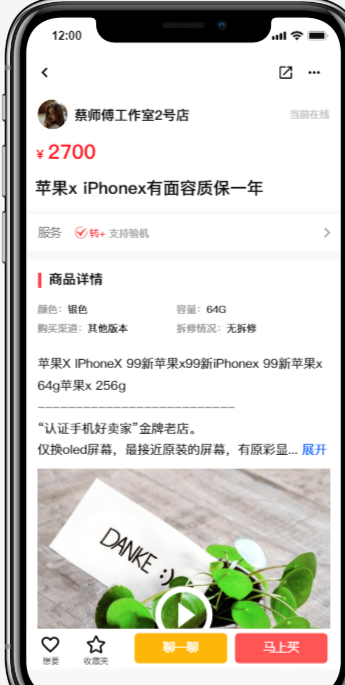 12:00
蔡师傅工作室2号店 当前在线
¥ 2700
苹果x iPhonex有面容质保一年
服务 转+ 支持验机
商品详情
颜色: 银色 容量: 64G
购买渠道: 其他版本 拆修情况: 无拆修
苹果X IPhoneX 99新苹果x99新iPhonex 99新苹果x
64g苹果x 256g
---------------------------
“认证手机好卖家”金牌老店。
仅换oled屏幕，最接近原装的屏幕，有原彩显... 展开
DANKE :)
想要 收藏夹 聊一聊 马上买